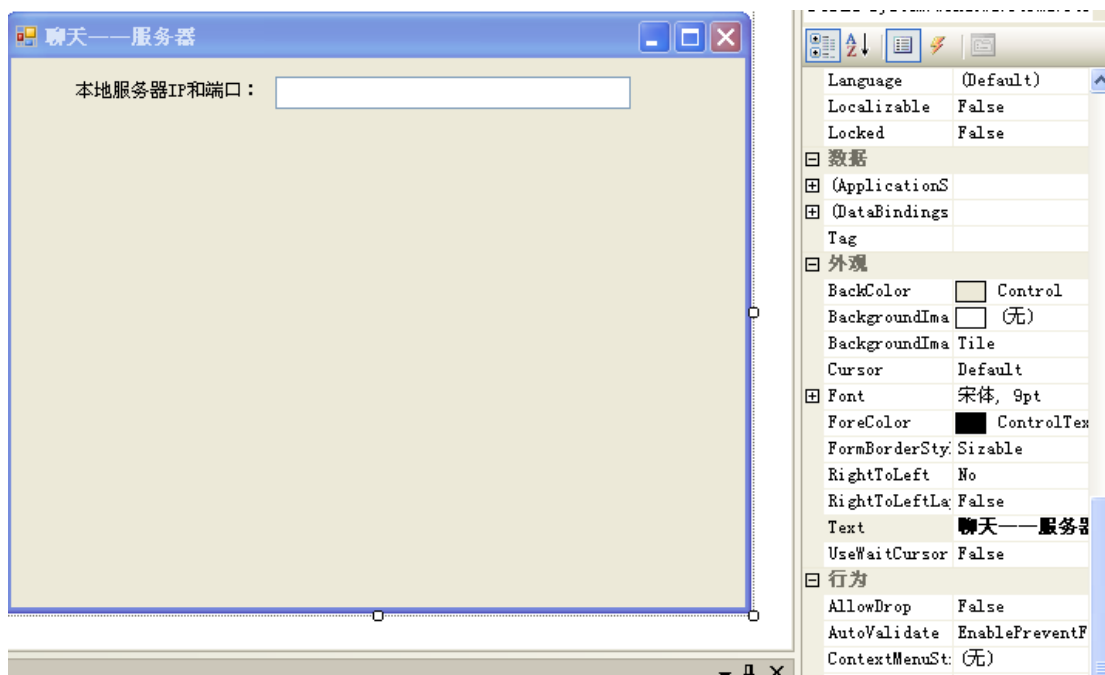 聊天——服务器
本地服务器IP和端口：
Language (Default)
Localizable False
Locked False
数据
(ApplicationS
(DataBindings
Tag
外观
BackColor Control
BackgroundIma (无)
BackgroundIma Tile
Cursor Default
Font 宋体, 9pt
ForeColor ControlTex
FormBorderSty Sizable
RightToLeft No
RightToLeftLa False
Text 聊天——服务器
UseWaitCursor False
行为
AllowDrop False
AutoValidate EnablePreventF
ContextMenuSt (无)